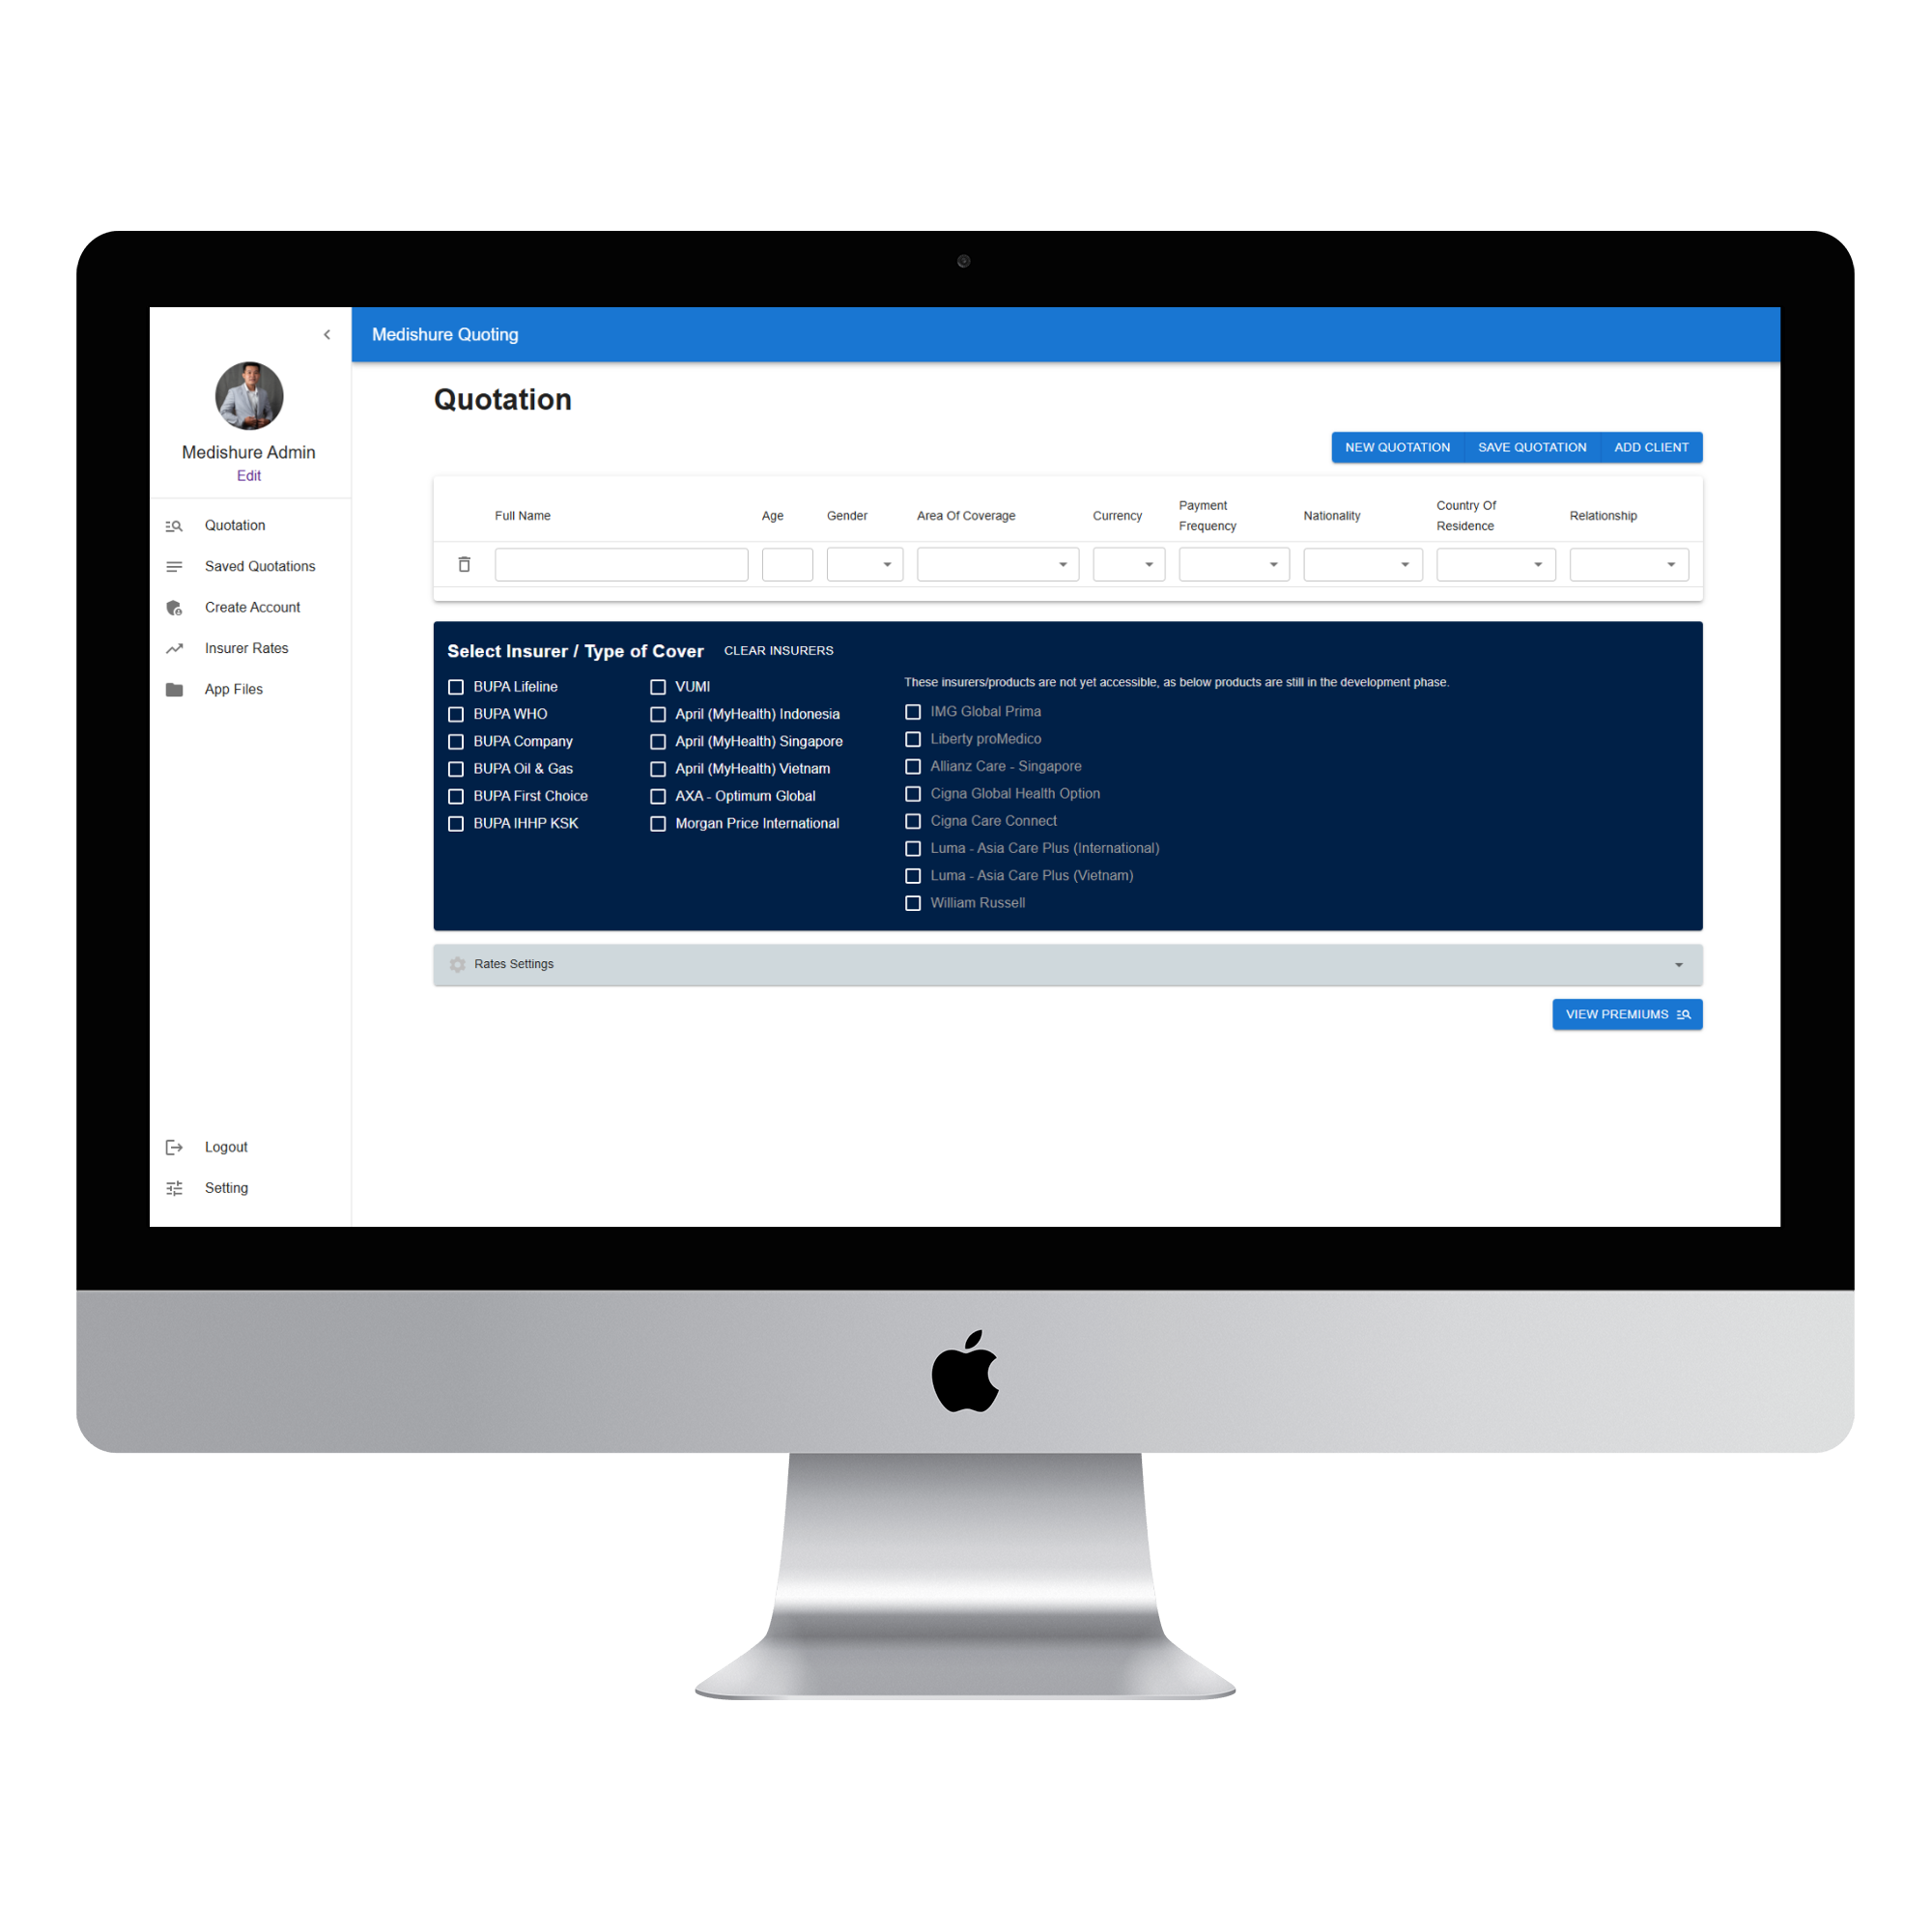 Medishure Quoting
Medishure Admin
Edit
Quotation
Saved Quotations
Create Account
Insurer Rates
App Files
Logout
Setting
Quotation
NEW QUOTATION SAVE QUOTATION ADD CLIENT
Full Name Age Gender Area Of Coverage Currency Payment Frequency Nationality Country Of Residence Relationship
Select Insurer / Type of Cover CLEAR INSURERS
BUPA Lifeline
BUPA WHO
BUPA Company
BUPA Oil & Gas
BUPA First Choice
BUPA IHHP KSK
VUMI
April (MyHealth) Indonesia
April (MyHealth) Singapore
April (MyHealth) Vietnam
AXA - Optimum Global
Morgan Price International
These insurers/products are not yet accessible, as below products are still in the development phase.
IMG Global Prima
Liberty proMedico
Allianz Care - Singapore
Cigna Global Health Option
Cigna Care Connect
Luma - Asia Care Plus (International)
Luma - Asia Care Plus (Vietnam)
William Russell
Rates Settings
VIEW PREMIUMS